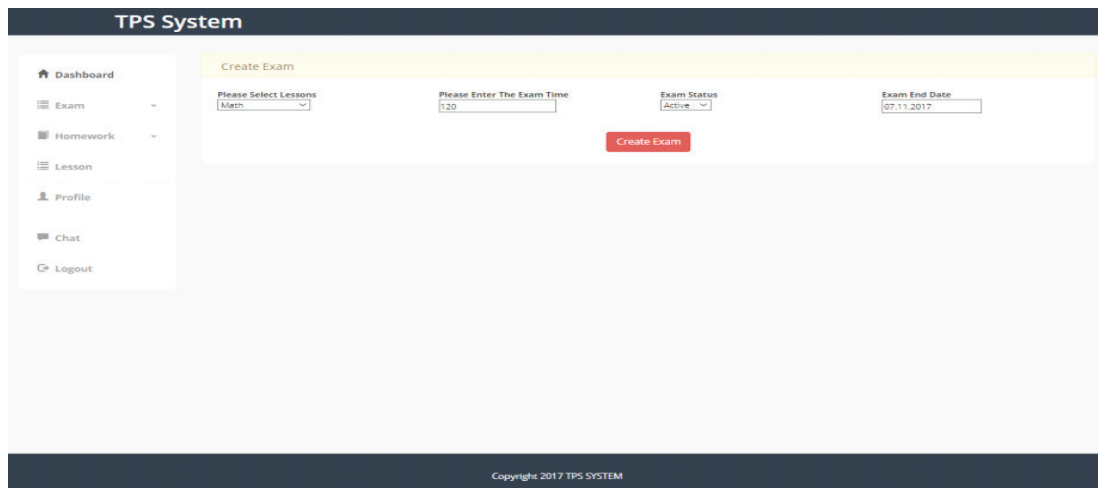 TPS System
Dashboard
Exam
Homework
Lesson
Profile
Chat
Logout
Create Exam
Please Select Lessons
Math
Please Enter The Exam Time
120
Exam Status
Active
Exam End Date
07.11.2017
Create Exam
Copyright 2017 TPS SYSTEM